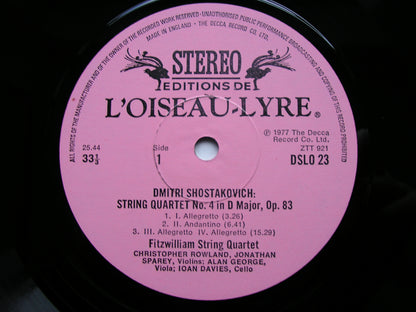 ALL RIGHTS OF THE MANUFACTURER AND OF THE OWNER OF THE RECORDED WORK RESERVED-UNAUTHORISED PUBLIC PERFORMANCE BROADCASTING AND COPYING OF THIS RECORD PROHIBITED
MADE IN ENGLAND, THE DECCA RECORD CO. LTD.
STEREO
EDITIONS DE
L'OISEAU-LYRE®
25.44
33⅓
Side
1
℗ 1977 The Decca
Record Co. Ltd.
ZTT 921
DSLO 23
DMITRI SHOSTAKOVICH:
STRING QUARTET No. 4 in D Major, Op. 83
1. I. Allegretto (3.26)
2. II. Andantino (6.41)
3. III. Allegretto IV. Allegretto (15.29)
Fitzwilliam String Quartet
CHRISTOPHER ROWLAND, JONATHAN
SPAREY, Violins; ALAN GEORGE,
Viola; IOAN DAVIES, Cello